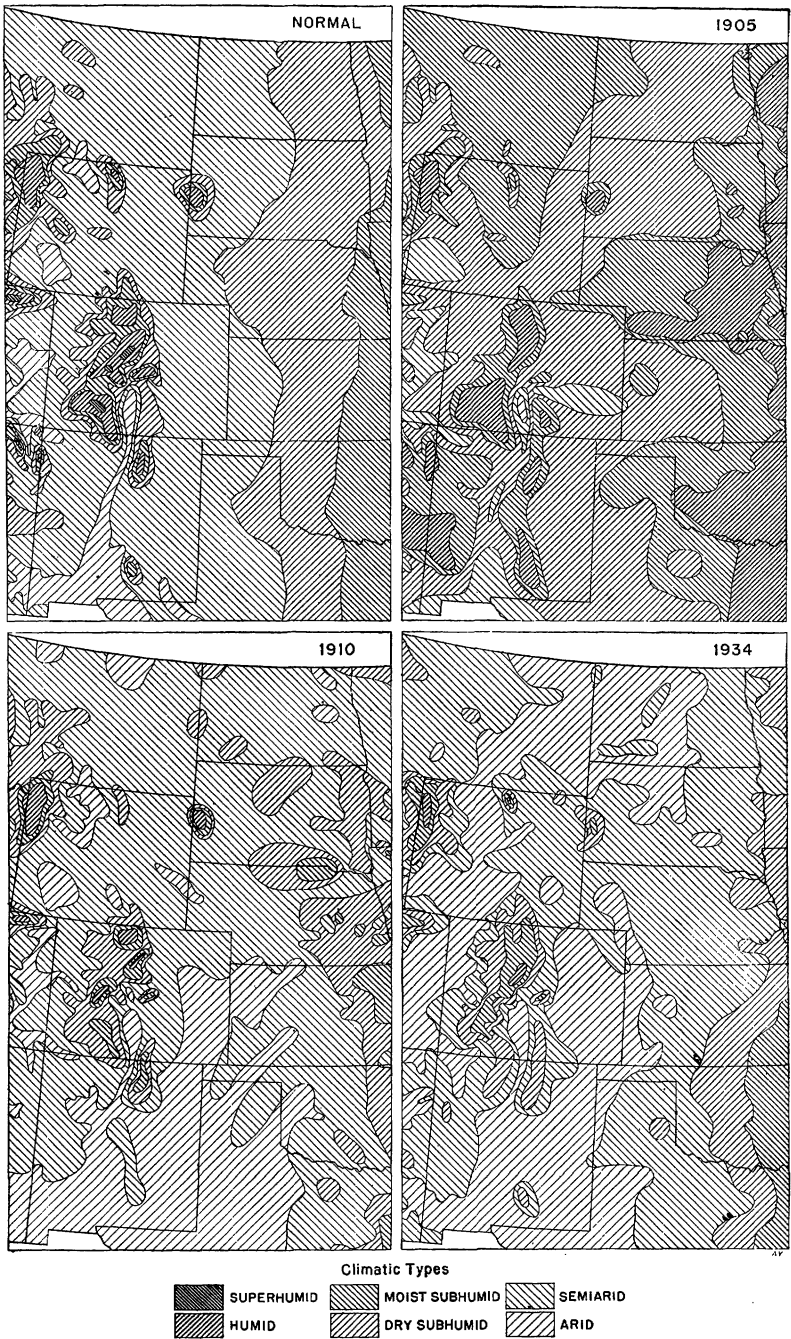 NORMAL
1905
1910
1934
Climatic Types
SUPERHUMID
MOIST SUBHUMID
SEMIARID
HUMID
DRY SUBHUMID
ARID